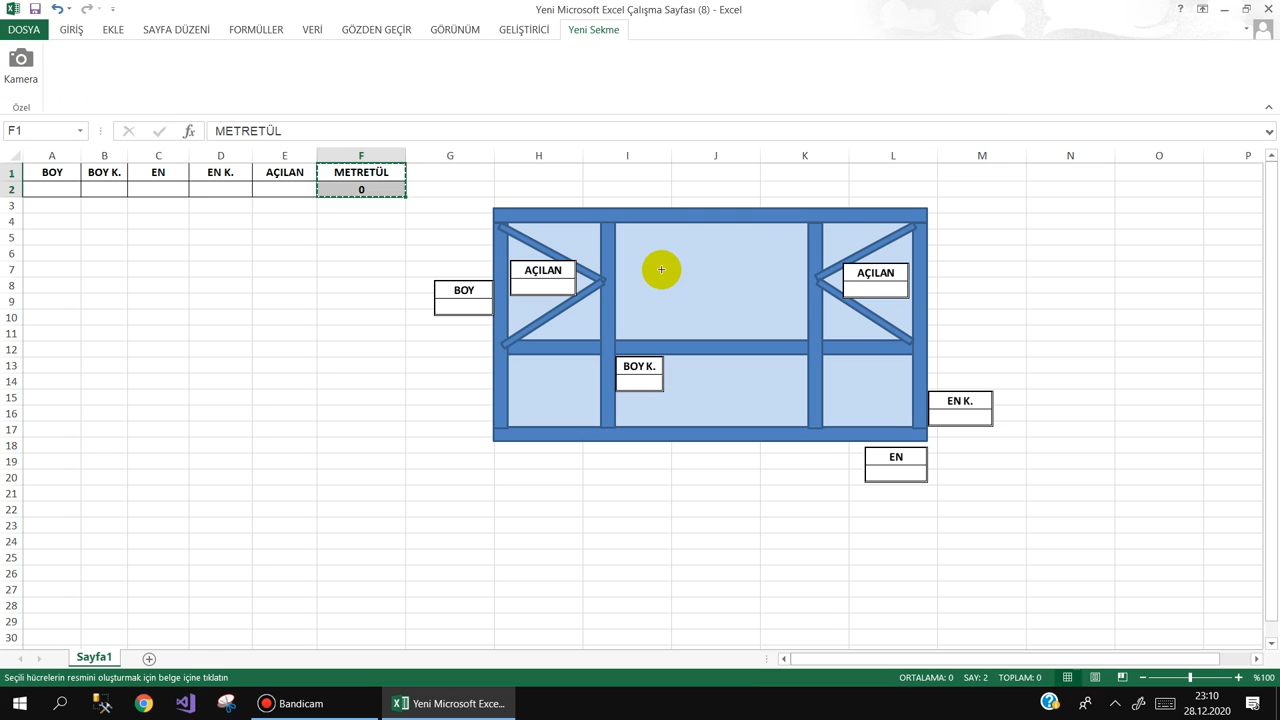 Yeni Microsoft Excel Çalışma Sayfası (8) - Excel
DOSYA GİRİŞ EKLE SAYFA DÜZENİ FORMÜLLER VERİ GÖZDEN GEÇİR GÖRÜNÜM GELİŞTİRİCİ Yeni Sekme
Kamera
Özel
F1 fx METRETÜL
A B C D E F G H I J K L M N O P
1 BOY BOY K. EN EN K. AÇILAN METRETÜL
2 0
3
4
5
6
7 AÇILAN AÇILAN
8 BOY
9
10
11
12
13 BOY K.
14
15 EN K.
16
17
18
19 EN
20
21
22
23
24
25
26
27
28
29
30
Sayfa1
Seçili hücrelerin resmini oluşturmak için belge içine tıklatın ORTALAMA: 0 SAY: 2 TOPLAM: 0 %100
Bandicam Yeni Microsoft Exce... 23:10
28.12.2020